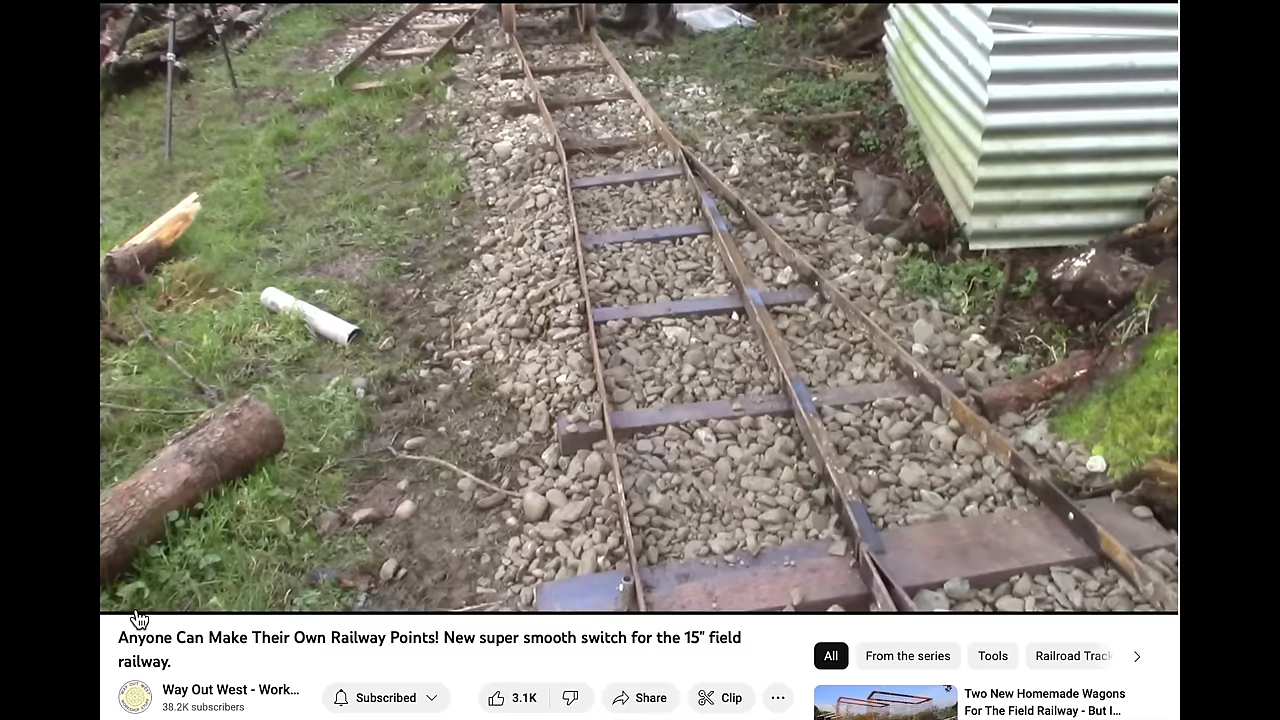 Anyone Can Make Their Own Railway Points! New super smooth switch for the 15" field
railway.
Way Out West - Work...
38.2K subscribers
Subscribed
3.1K
Share
Clip
All
From the series
Tools
Railroad Track
Two New Homemade Wagons
For The Field Railway - But I...